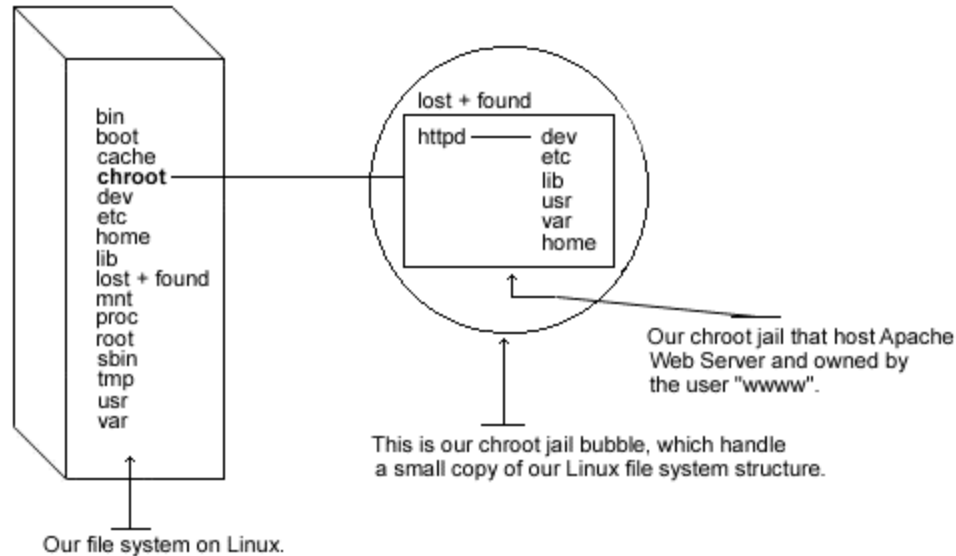 bin
boot
cache
chroot
dev
etc
home
lib
lost + found
mnt
proc
root
sbin
tmp
usr
var
Our file system on Linux.
lost + found
httpd dev
etc
lib
usr
var
home
Our chroot jail that host Apache
Web Server and owned by
the user "wwww".
This is our chroot jail bubble, which handle
a small copy of our Linux file system structure.